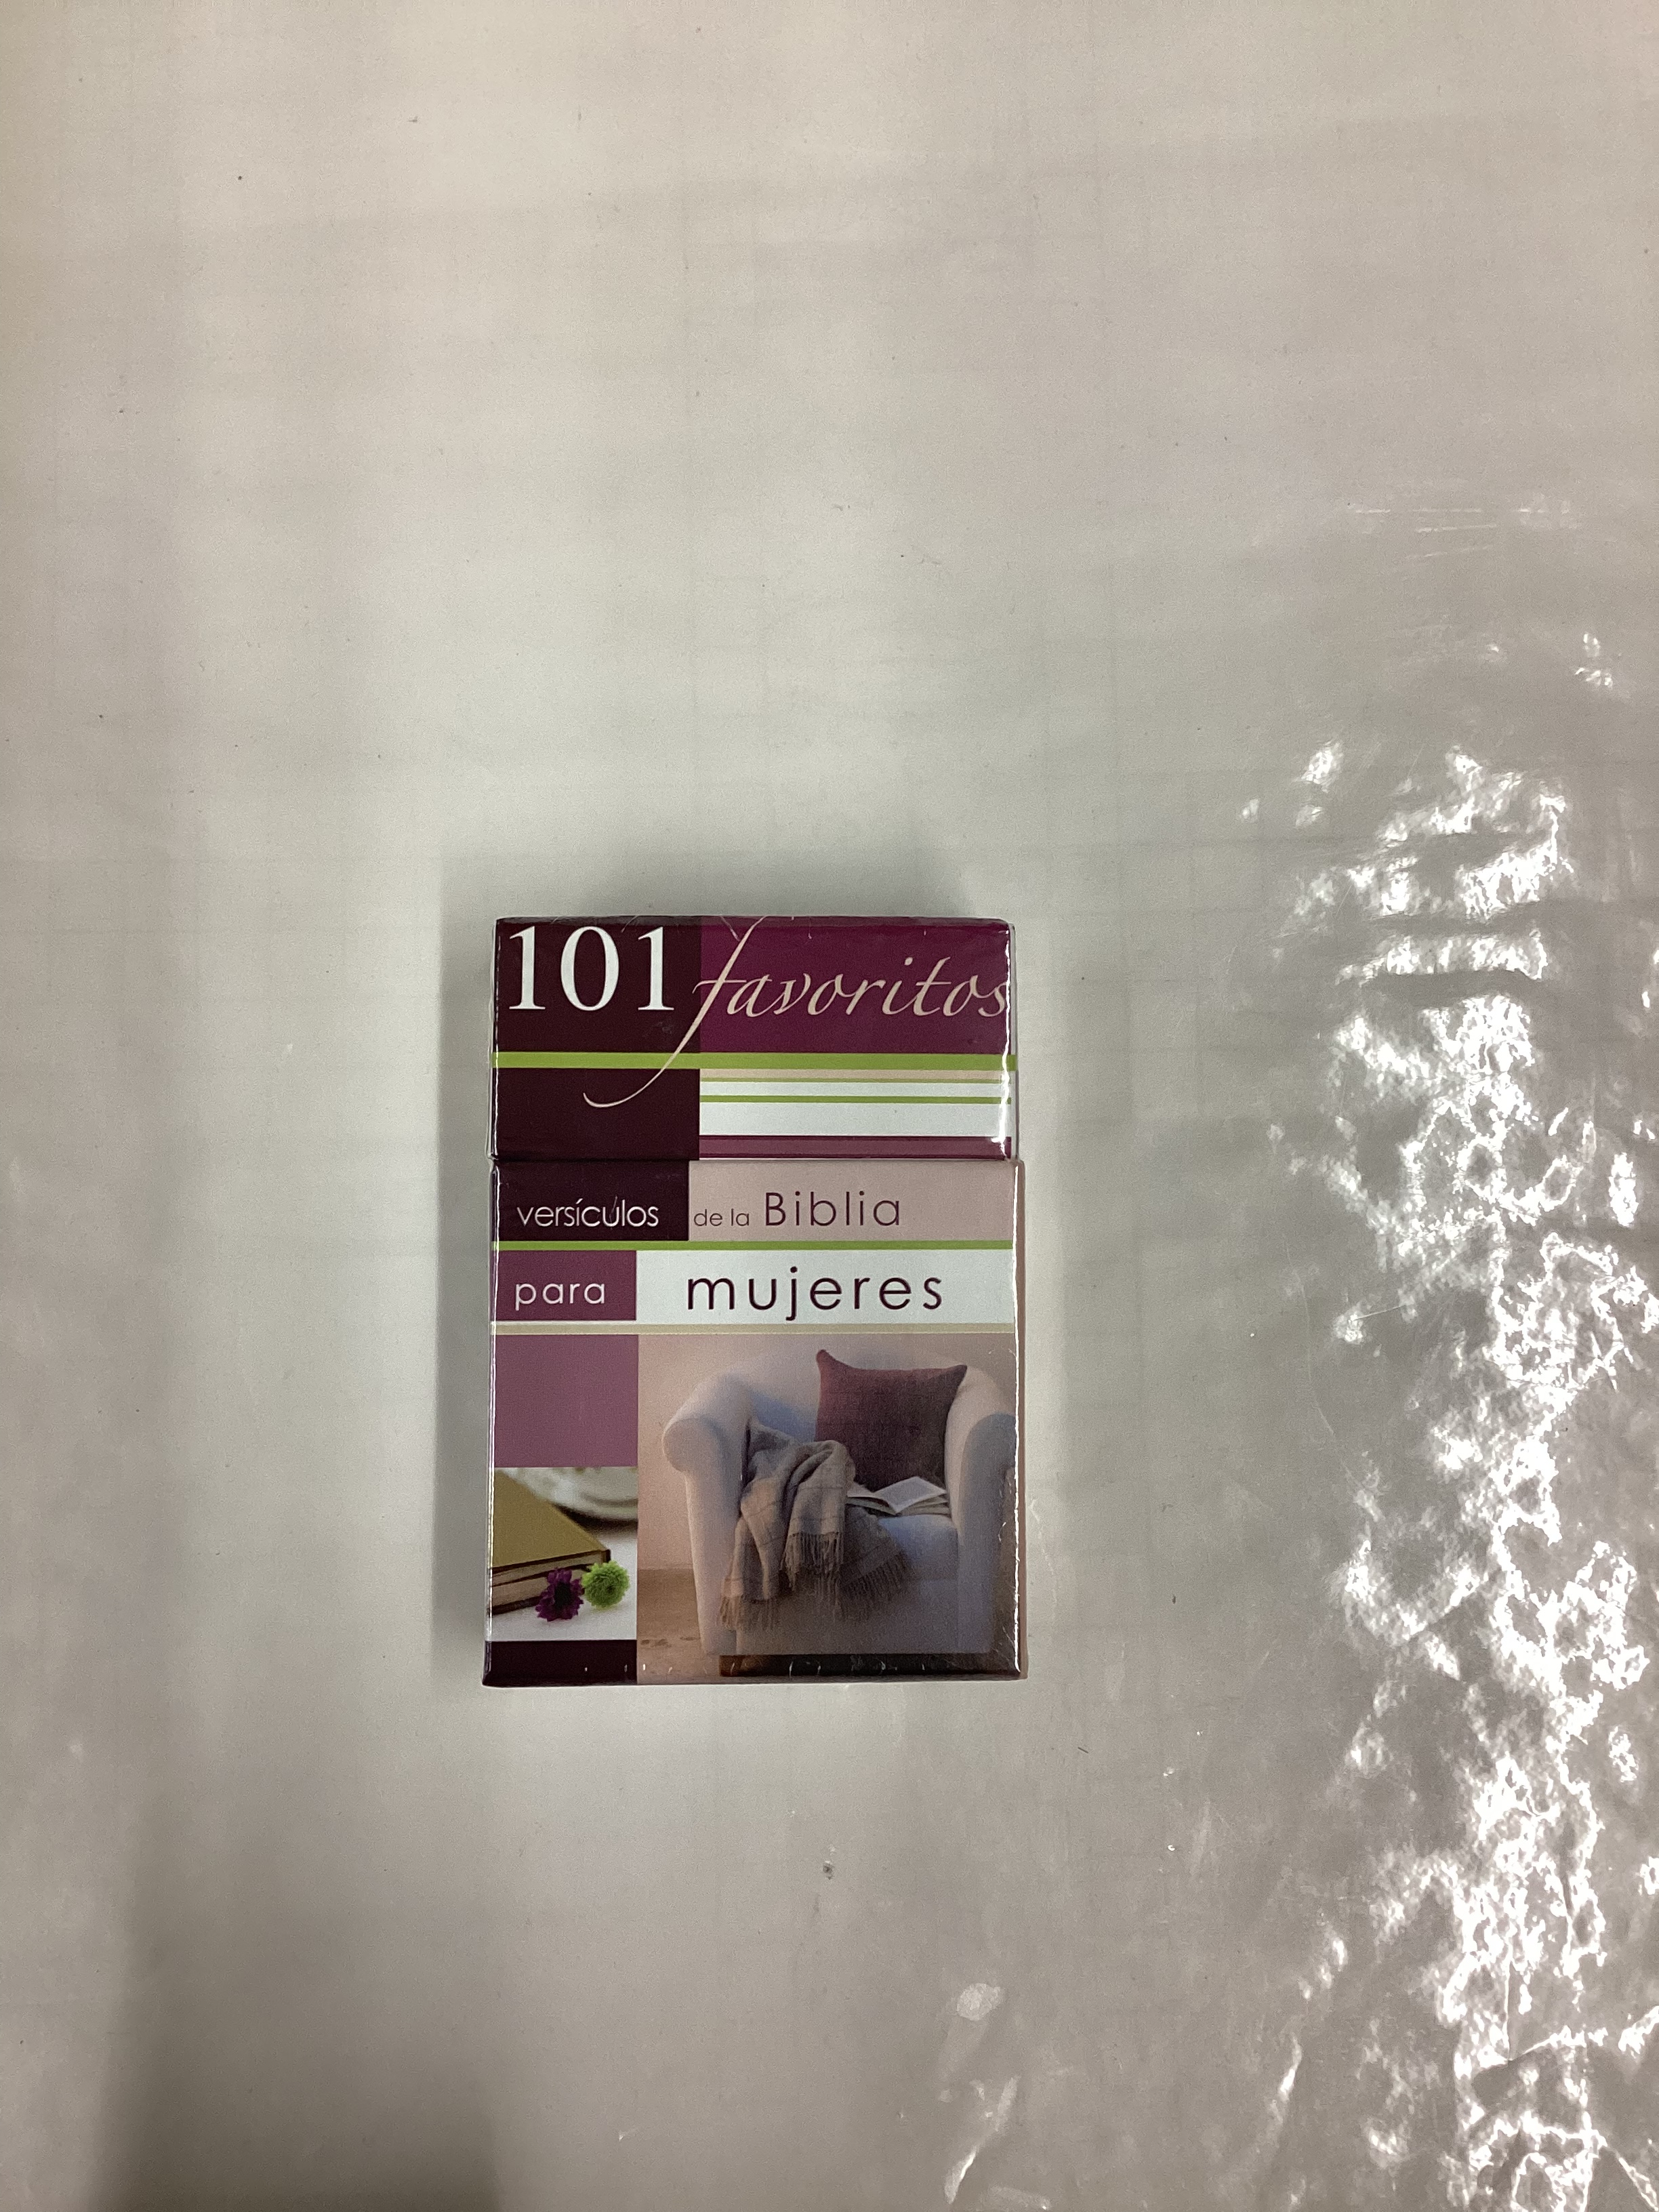 101 favoritos
versículos de la Biblia
para mujeres